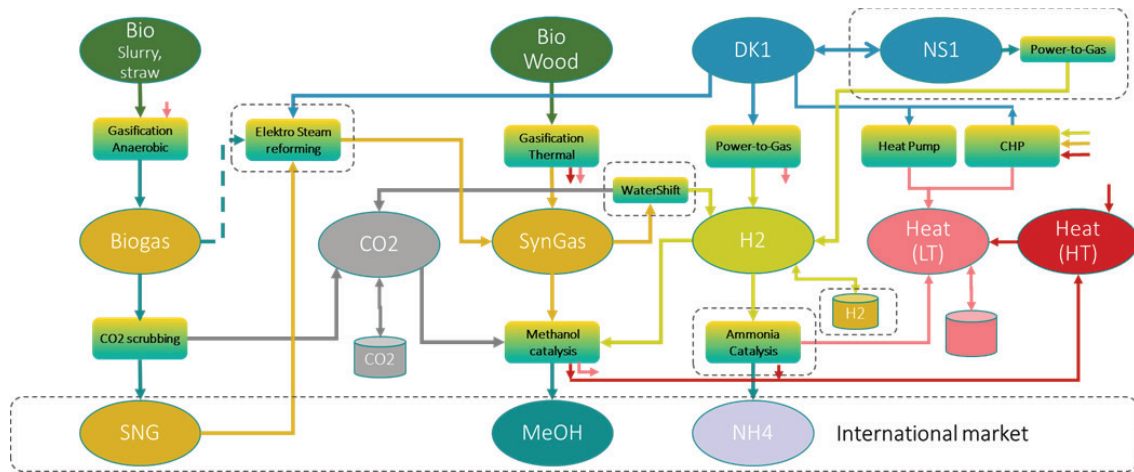 Bio
Slurry,
straw
Bio
Wood
DK1
NS1
Power-to-Gas
Gasification
Anaerobic
Elektro Steam
reforming
Gasification
Thermal
Power-to-Gas
Heat Pump
CHP
WaterShift
Biogas
CO2
SynGas
H2
Heat
(LT)
Heat
(HT)
CO2 scrubbing
CO2
Methanol
catalysis
Ammonia
Catalysis
H2
SNG
MeOH
NH4
International market